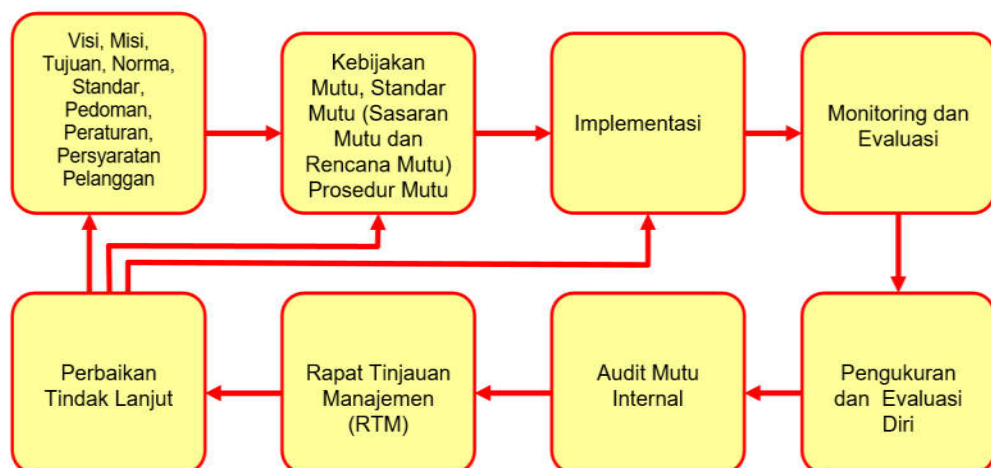 Visi, Misi,
Tujuan, Norma,
Standar,
Pedoman,
Peraturan,
Persyaratan
Pelanggan
Kebijakan
Mutu, Standar
Mutu (Sasaran
Mutu dan
Rencana Mutu)
Prosedur Mutu
Implementasi
Monitoring dan
Evaluasi
Perbaikan
Tindak Lanjut
Rapat Tinjauan
Manajemen
(RTM)
Audit Mutu
Internal
Pengukuran
dan Evaluasi
Diri